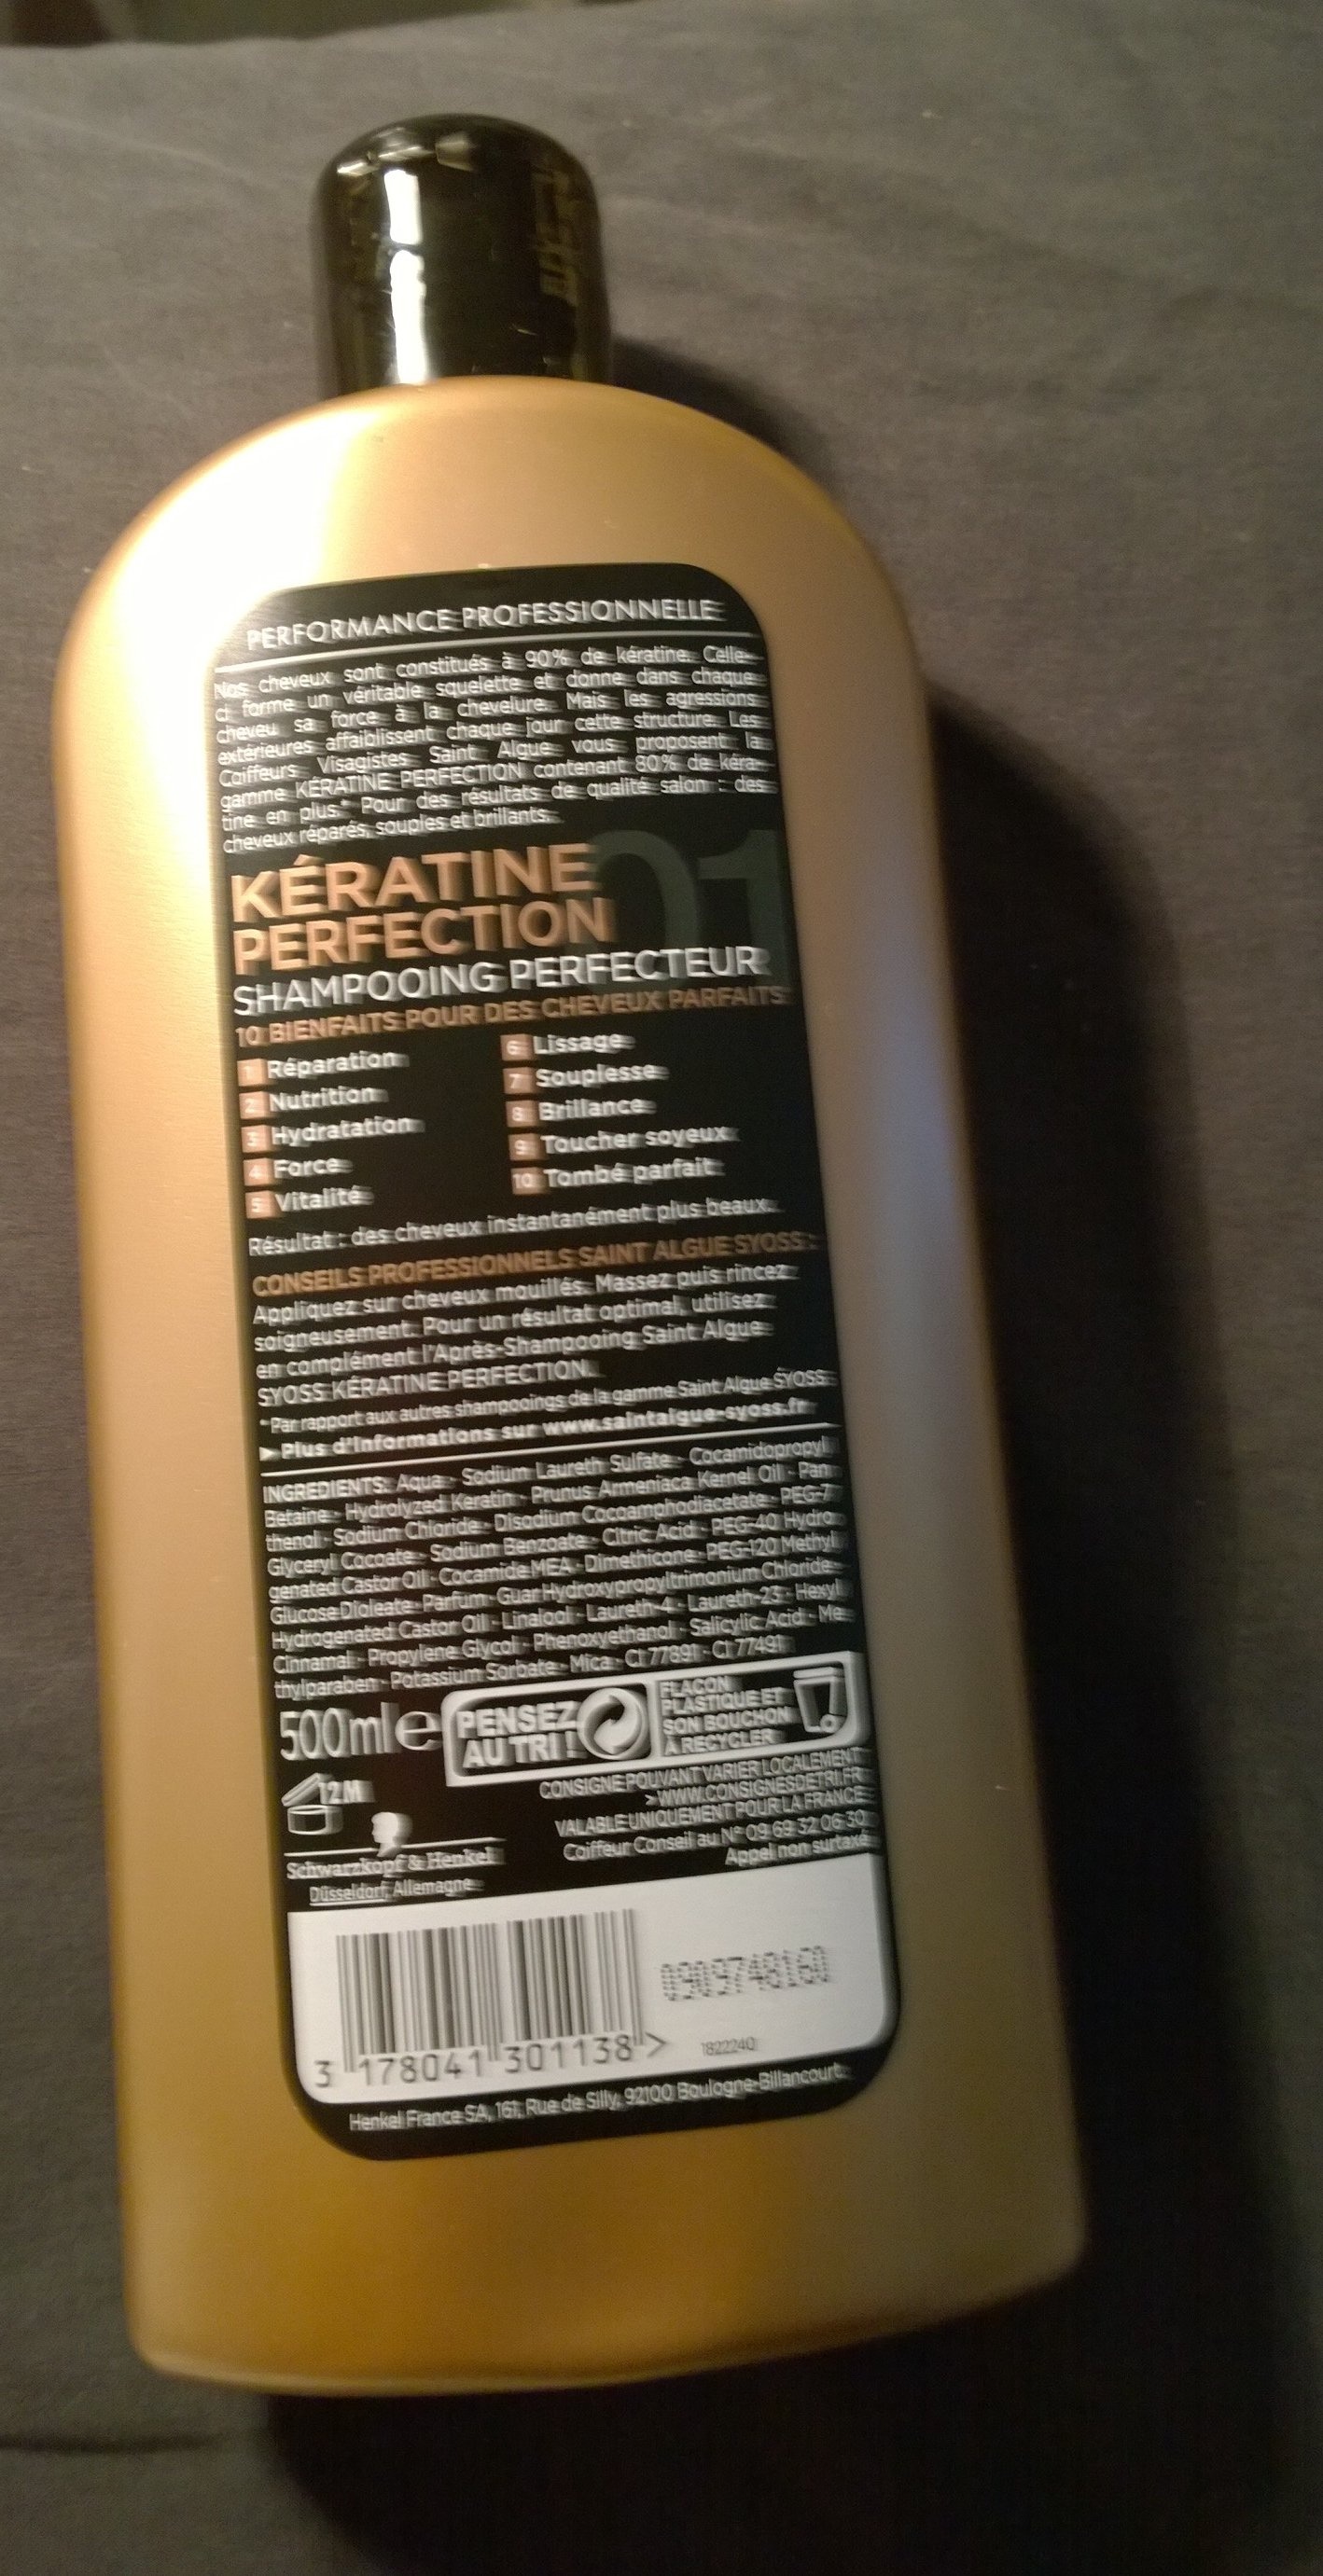 PERFORMANCE PROFESSIONNELLE
Nos cheveux sont constitués à 90% de kératine. Celle-
ci forme un véritable squelette et donne dans chaque
cheveu sa force à la chevelure. Mais les agressions
extérieures affaiblissent chaque jour cette structure. Les
Coiffeurs Visagistes Saint Algue vous proposent la
gamme KÉRATINE PERFECTION contenant 80% de kéra-
tine en plus.* Pour des résultats de qualité salon : des
cheveux réparés, souples et brillants.
01
KÉRATINE
PERFECTION
SHAMPOOING PERFECTEUR
10 BIENFAITS POUR DES CHEVEUX PARFAITS
1 Réparation
2 Nutrition
3 Hydratation
4 Force
5 Vitalité
6 Lissage
7 Souplesse
8 Brillance
9 Toucher soyeux
10 Tombé parfait
Résultat : des cheveux instantanément plus beaux.
CONSEILS PROFESSIONNELS SAINT ALGUE SYOSS :
Appliquez sur cheveux mouillés. Massez puis rincez
soigneusement. Pour un résultat optimal, utilisez
en complément l'Après-Shampooing Saint Algue
SYOSS KÉRATINE PERFECTION.
*Par rapport aux autres shampooings de la gamme Saint Algue SYOSS
►Plus d'informations sur www.saintalgue-syoss.fr
INGREDIENTS: Aqua · Sodium Laureth Sulfate · Cocamidopropyl
Betaine · Hydrolyzed Keratin · Prunus Armeniaca Kernel Oil · Pan
thenol · Sodium Chloride · Disodium Cocoamphodiacetate · PEG-7
Glyceryl Cocoate · Sodium Benzoate · Citric Acid · PEG-40 Hydro
genated Castor Oil · Cocamide MEA · Dimethicone · PEG-120 Methyl
Glucose Dioleate · Parfum · Guar Hydroxypropyltrimonium Chloride
Hydrogenated Castor Oil · Linalool · Laureth-4 · Laureth-23 · Hexyl
Cinnamal · Propylene Glycol · Phenoxyethanol · Salicylic Acid · Me
thylparaben · Potassium Sorbate · Mica · CI 77891 · CI 77491
500ml e
PENSEZ
AU TRI !
FLACON
PLASTIQUE ET
SON BOUCHON
À RECYCLER
CONSIGNE POUVANT VARIER LOCALEMENT
>WWW.CONSIGNESDETRI.FR
VALABLE UNIQUEMENT POUR LA FRANCE
Coiffeur Conseil au N° 09 69 32 06 30
Appel non surtaxé
12M
Schwarzkopf & Henkel
Düsseldorf, Allemagne
0905748160
3 178041 301138 >
1822240
Henkel France SA, 161, Rue de Silly, 92100 Boulogne-Billancourt